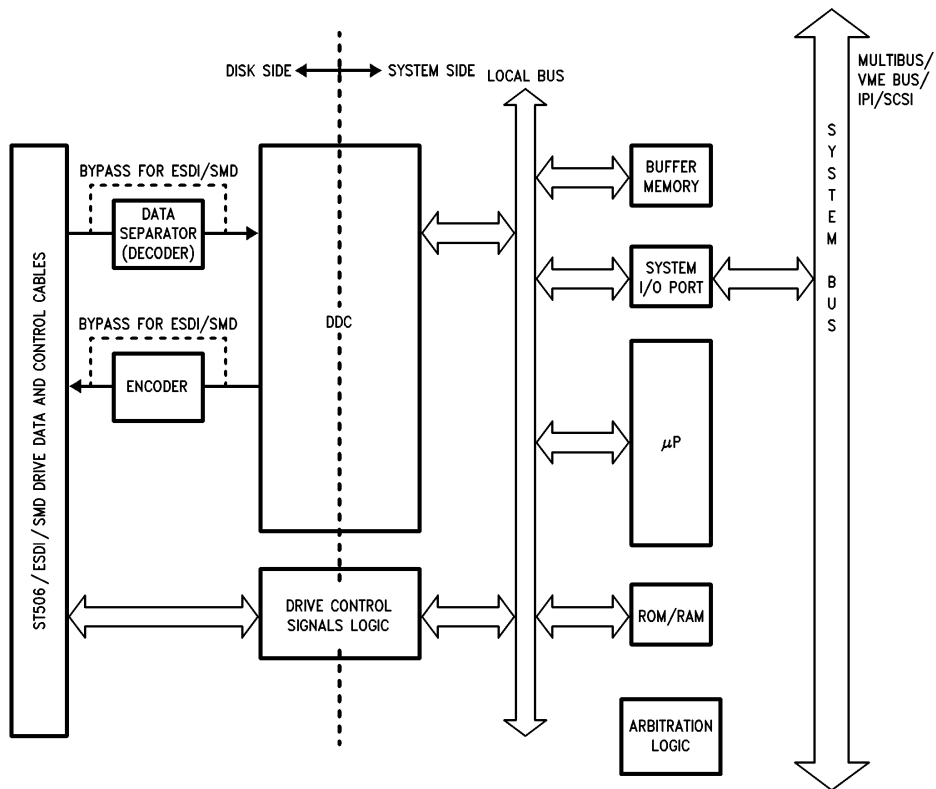 DISK SIDE
SYSTEM SIDE
LOCAL BUS
MULTIBUS/
VME BUS/
IPI/SCSI
SYSTEM BUS
ST506/ESDI/SMD DRIVE DATA AND CONTROL CABLES
BYPASS FOR ESDI/SMD
DATA
SEPARATOR
(DECODER)
BYPASS FOR ESDI/SMD
ENCODER
DDC
DRIVE CONTROL
SIGNALS LOGIC
BUFFER
MEMORY
SYSTEM
I/O PORT
μP
ROM/RAM
ARBITRATION
LOGIC